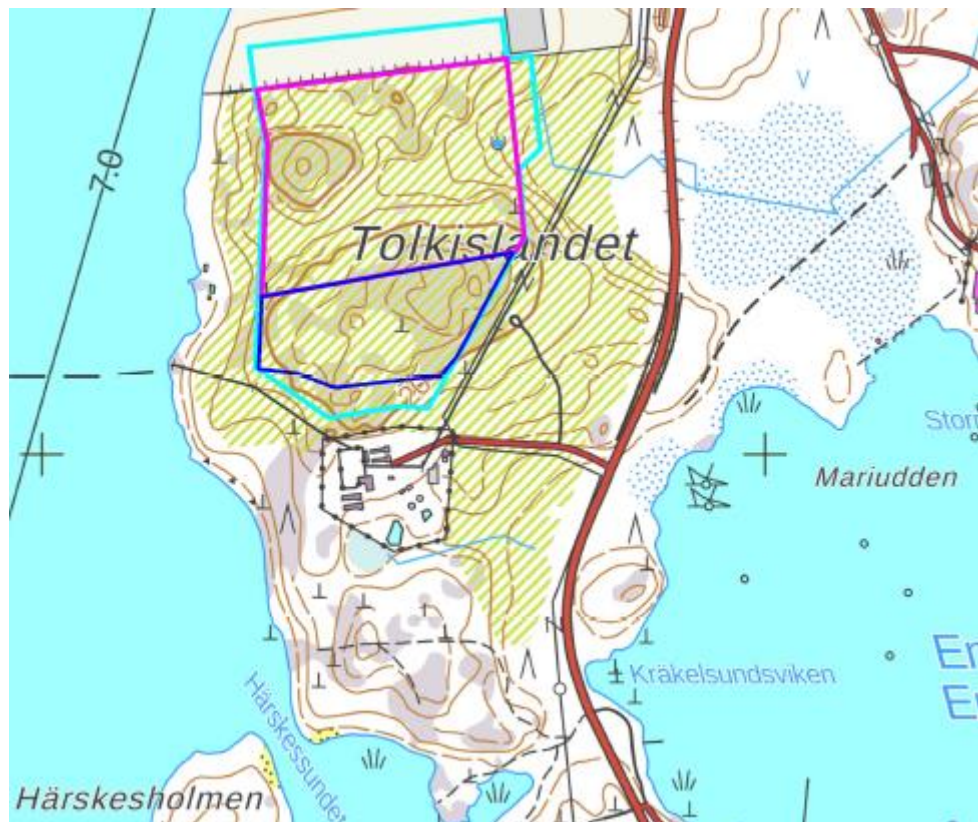 7.0
V
Tolkislandet
Stor
Mariudden
Kräkelsundsviken
Er
Er
Härskessundet
Härskesholmen